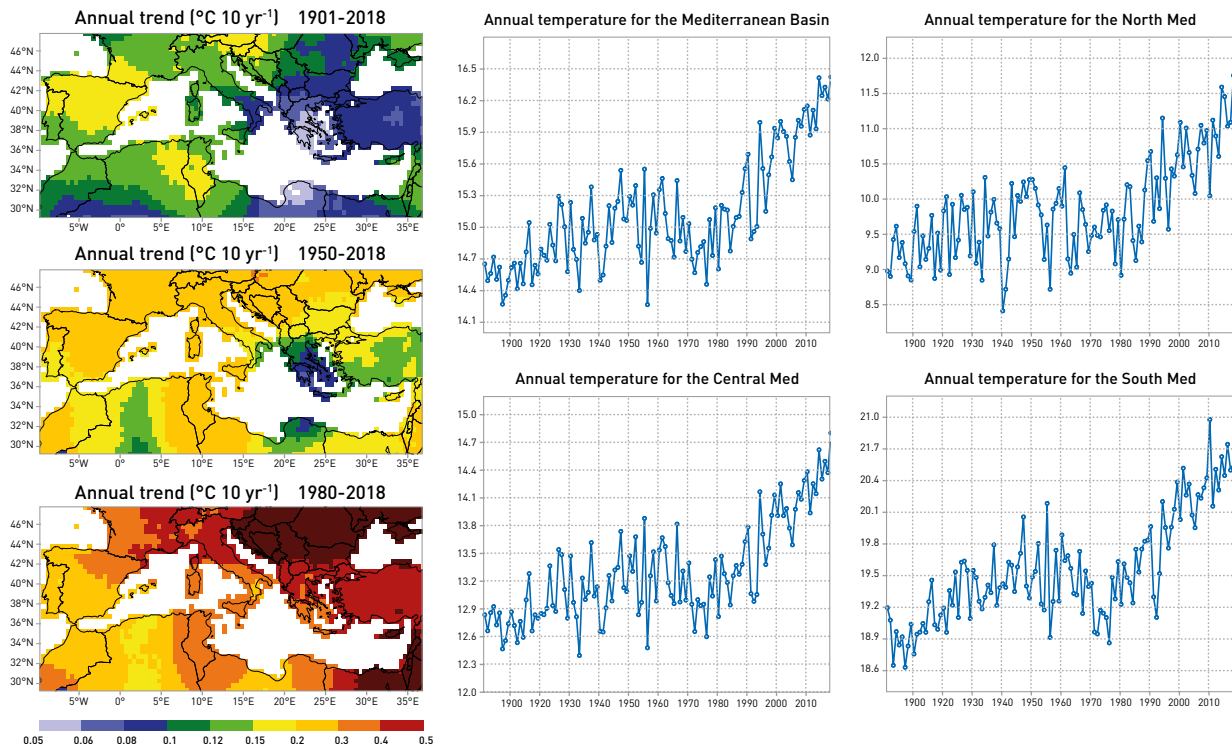 Annual trend (°C 10 yr⁻¹) 1901-2018
46°N
44°N
42°N
40°N
38°N
36°N
34°N
32°N
30°N
5°W 0° 5°E 10°E 15°E 20°E 25°E 30°E 35°E
Annual trend (°C 10 yr⁻¹) 1950-2018
46°N
44°N
42°N
40°N
38°N
36°N
34°N
32°N
30°N
5°W 0° 5°E 10°E 15°E 20°E 25°E 30°E 35°E
Annual trend (°C 10 yr⁻¹) 1980-2018
46°N
44°N
42°N
40°N
38°N
36°N
34°N
32°N
30°N
5°W 0° 5°E 10°E 15°E 20°E 25°E 30°E 35°E
0.05 0.06 0.08 0.1 0.12 0.15 0.2 0.3 0.4 0.5
Annual temperature for the Mediterranean Basin
16.5
16.2
15.9
15.6
15.3
15.0
14.7
14.4
14.1
1900 1910 1920 1930 1940 1950 1960 1970 1980 1990 2000 2010
Annual temperature for the North Med
12.0
11.5
11.0
10.5
10.0
9.5
9.0
8.5
1900 1910 1920 1930 1940 1950 1960 1970 1980 1990 2000 2010
Annual temperature for the Central Med
15.0
14.7
14.4
14.1
13.8
13.5
13.2
12.9
12.6
12.3
12.0
1900 1910 1920 1930 1940 1950 1960 1970 1980 1990 2000 2010
Annual temperature for the South Med
21.0
21.7
20.4
20.1
19.8
19.5
19.2
18.9
18.6
1900 1910 1920 1930 1940 1950 1960 1970 1980 1990 2000 2010